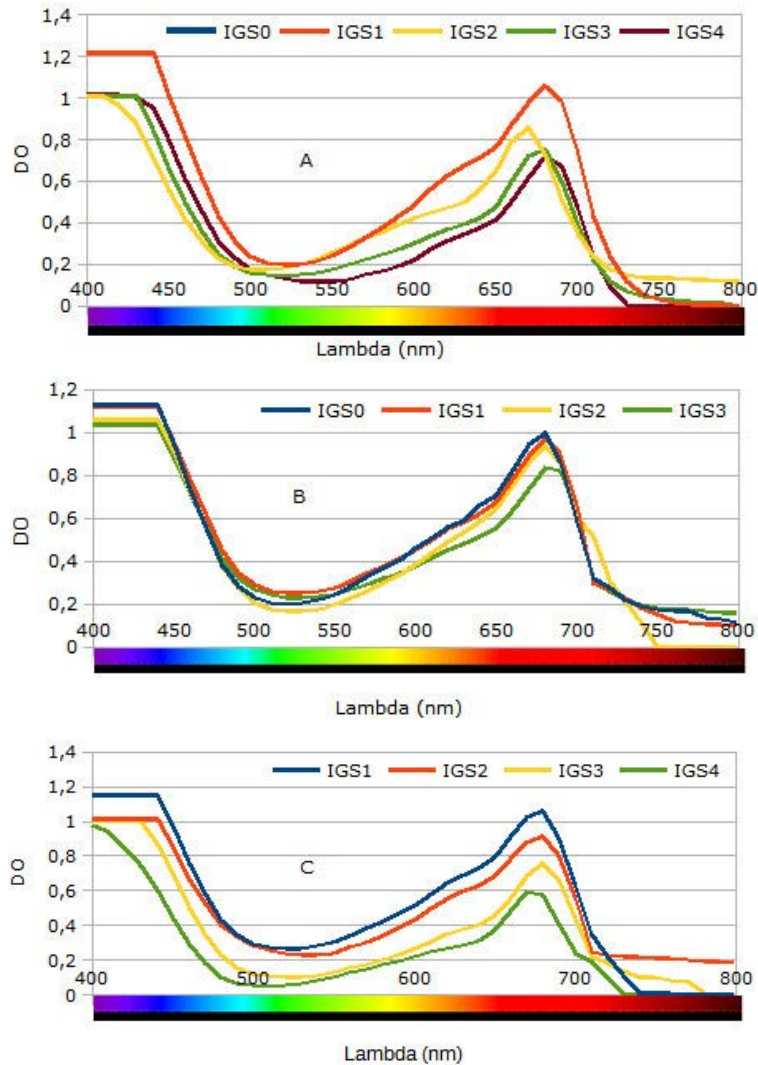 1,4
IGS0 IGS1 IGS2 IGS3 IGS4
1,2
1
0,8
A
DO
0,6
0,4
0,2
400 450 500 550 600 650 700 800
0
Lambda (nm)
1,2
IGS0 IGS1 IGS2 IGS3
1
0,8
B
DO
0,6
0,4
0,2
400 450 500 550 600 650 700 800
0
Lambda (nm)
1,4
IGS1 IGS2 IGS3 IGS4
1,2
1
0,8
C
DO
0,6
0,4
0,2
400 500 600 700 800
0
Lambda (nm)